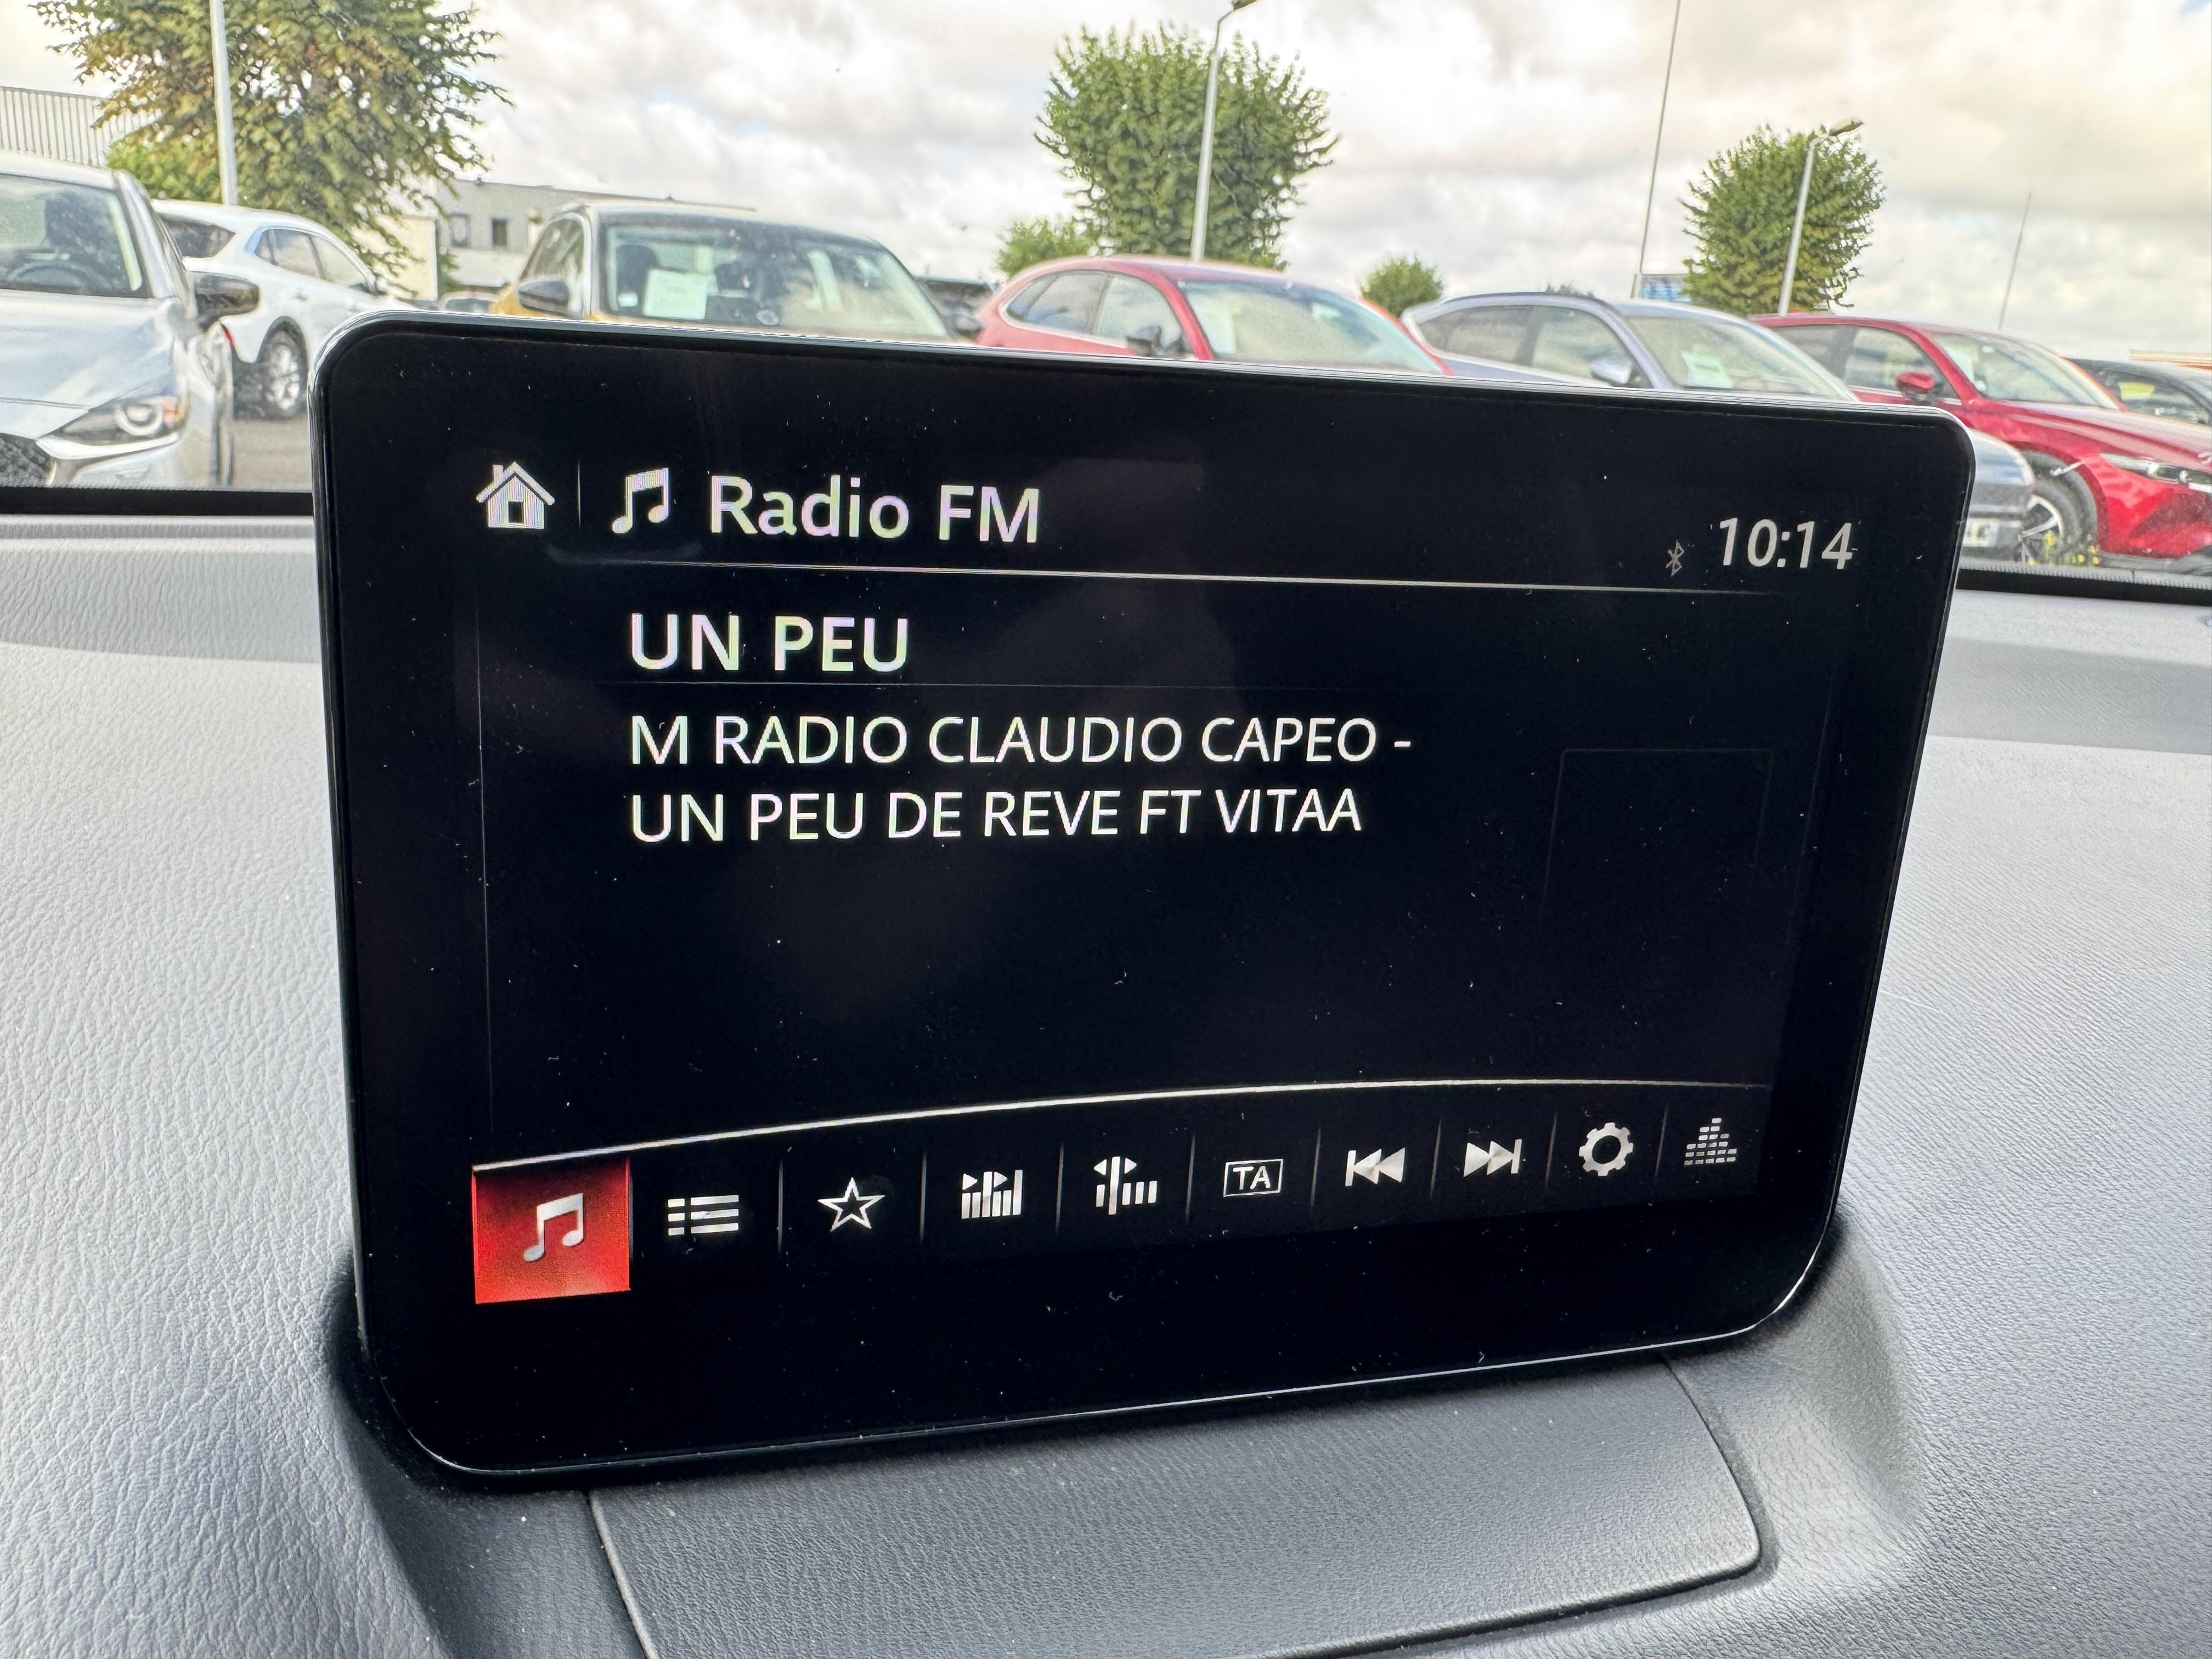 Radio FM
10:14
UN PEU
M RADIO CLAUDIO CAPEO -
UN PEU DE REVE FT VITAA
TA